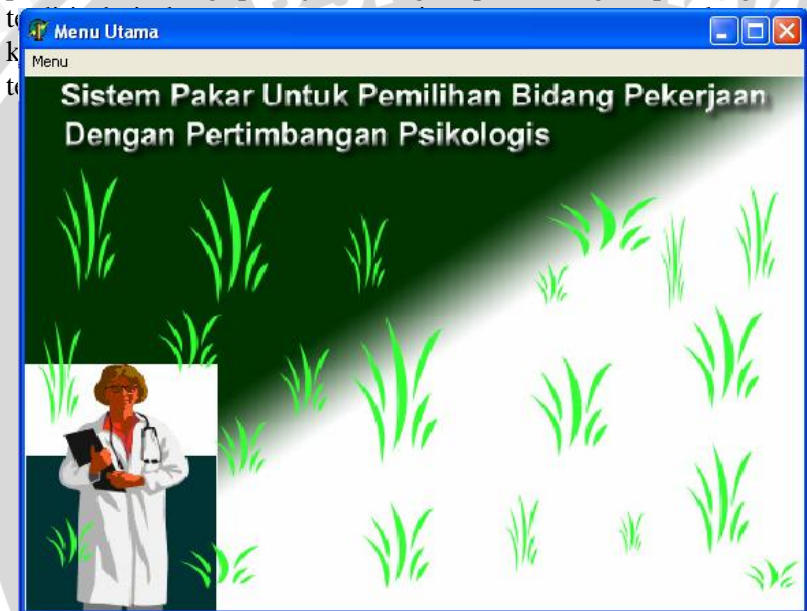 Menu Utama
Menu
Sistem Pakar Untuk Pemilihan Bidang Pekerjaan
Dengan Pertimbangan Psikologis